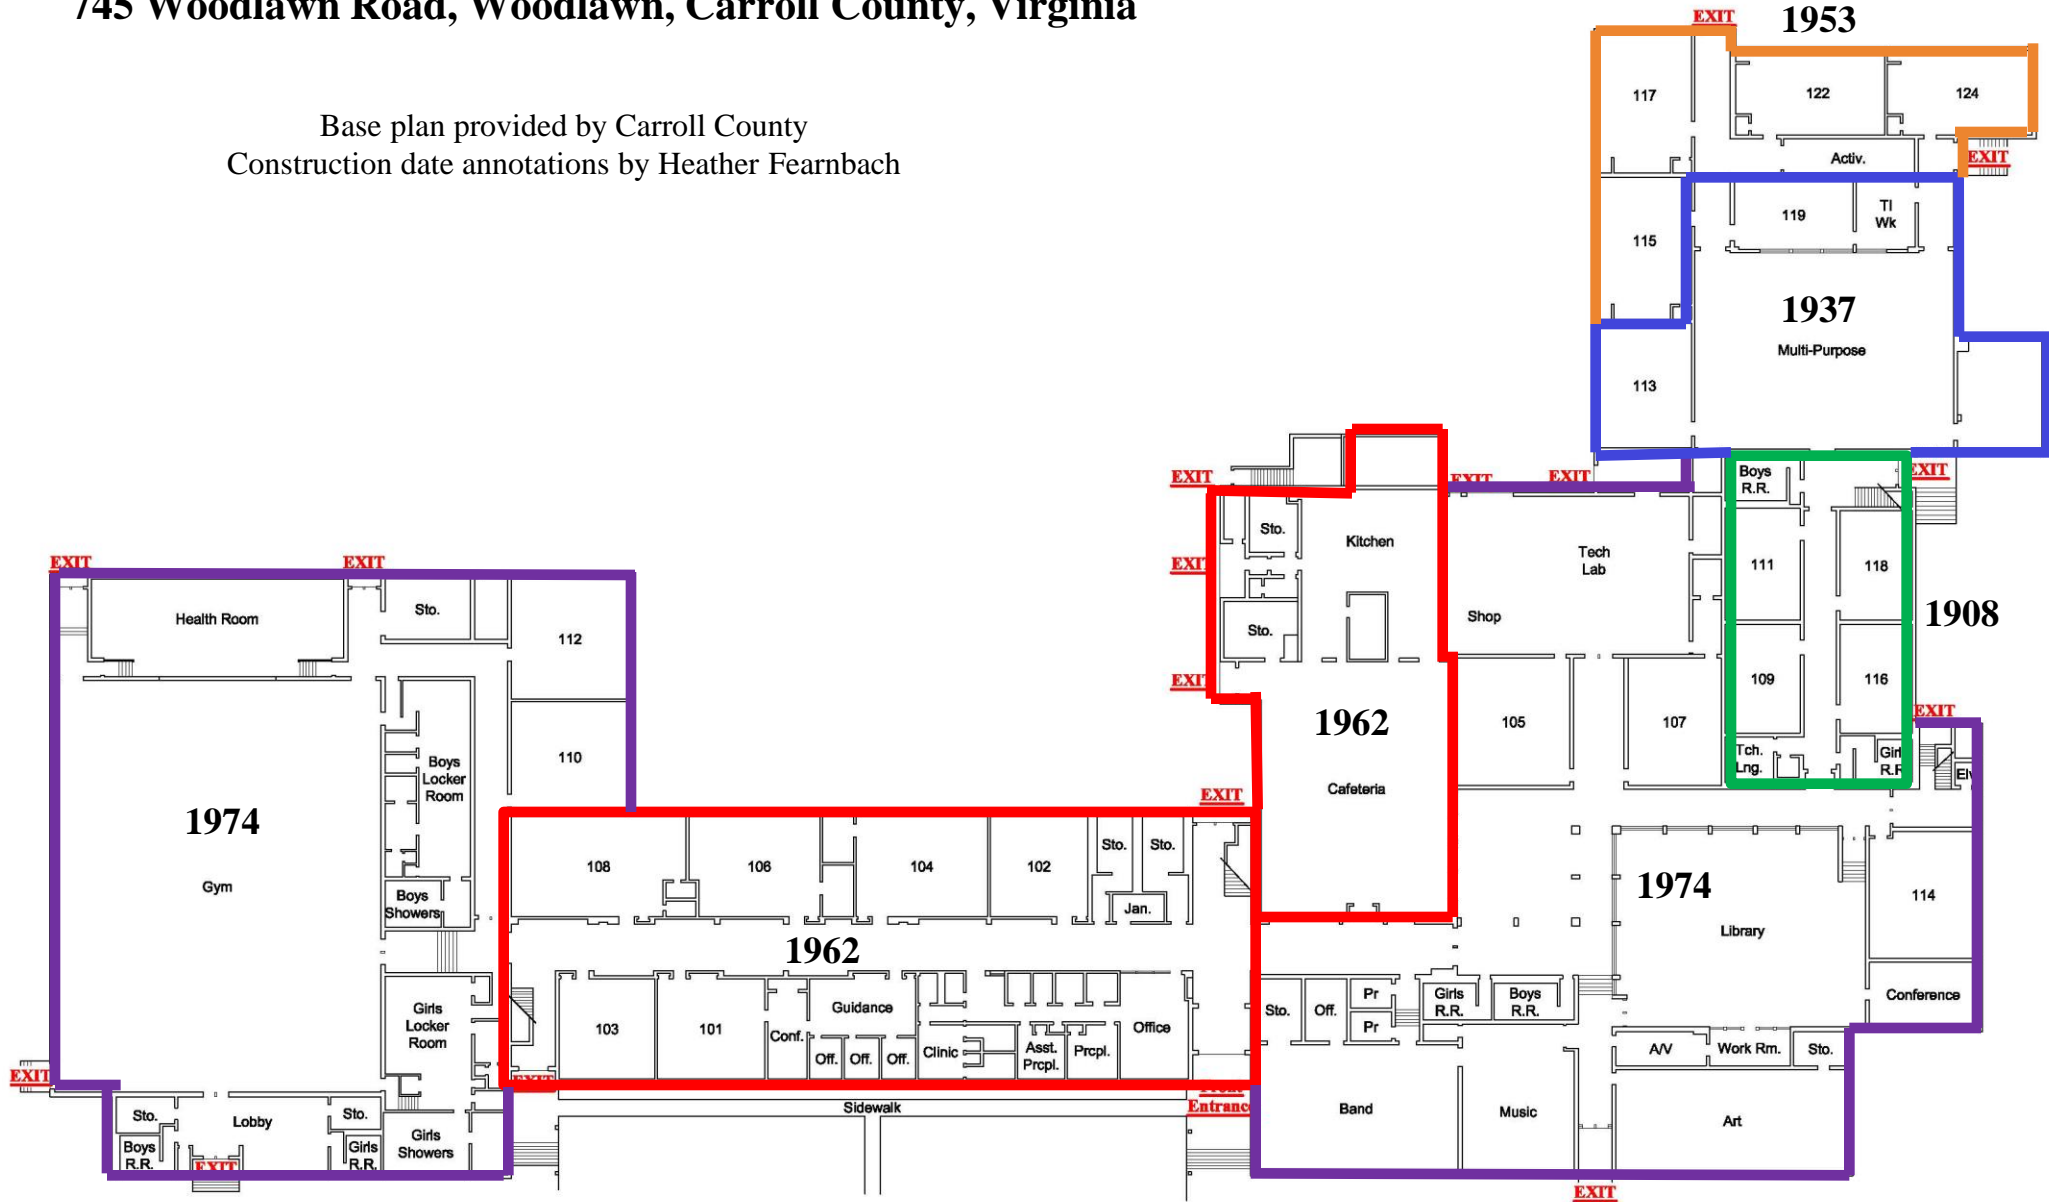 745 Woodlawn Road, Woodlawn, Carroll County, Virginia
Base plan provided by Carroll County
Construction date annotations by Heather Fearnbach
EXIT
1953
117
122
124
Activ.
EXIT
119
TI
Wk
115
1937
Multi-Purpose
113
EXIT
EXIT
EXIT
Boys
R.R.
EXIT
Sto.
Kitchen
Tech
Lab
111
118
EXIT
EXIT
EXIT
Health Room
Sto.
112
Sto.
Shop
1908
EXIT
109
116
1962
105
107
EXIT
Boys
Locker
Room
110
Tch.
Lng.
Girls
R.R.
Elv
Cafeteria
EXIT
1974
108
106
104
102
Sto.
Sto.
Gym
Boys
Showers
Jan.
1974
114
1962
Library
Conference
Girls
Locker
Room
103
101
Conf.
Guidance
Off.
Off.
Off.
Clinic
Asst.
Prcpl.
Prcpl.
Office
Sto.
Off.
Pr
Pr
Girls
R.R.
Boys
R.R.
A/V
Work Rm.
Sto.
EXIT
EXIT
Entrance
Sidewalk
Sto.
Lobby
Sto.
Boys
R.R.
Girls
R.R.
Girls
Showers
EXIT
Band
Music
Art
EXIT